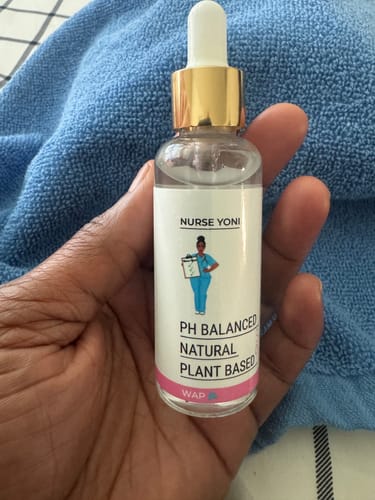 NURSE YONI
PH BALANCED
NATURAL
PLANT BASED
WAP